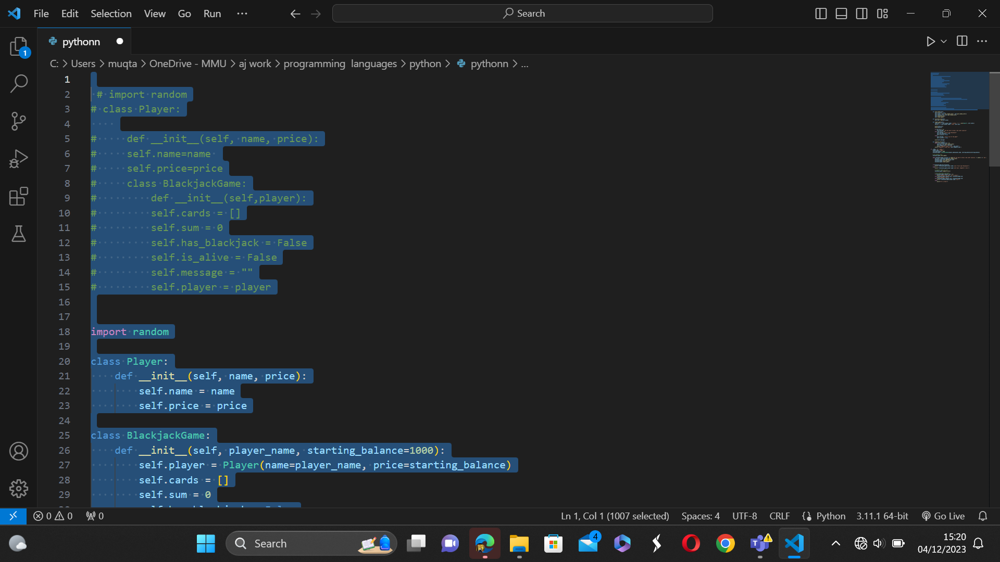 File Edit Selection View Go Run ··· Search
pythonn
1
C: > Users > muqta > OneDrive - MMU > aj work > programming languages > python > pythonn > ...
1
2 # import random
3 # class Player:
4
5 # def __init__(self, name, price):
6 # self.name=name
7 # self.price=price
8 # class BlackjackGame:
9 # def __init__(self,player):
10 # self.cards = []
11 # self.sum = 0
12 # self.has_blackjack = False
13 # self.is_alive = False
14 # self.message = ""
15 # self.player = player
16
17
18 import random
19
20 class Player:
21 def __init__(self, name, price):
22 self.name = name
23 self.price = price
24
25 class BlackjackGame:
26 def __init__(self, player_name, starting_balance=1000):
27 self.player = Player(name=player_name, price=starting_balance)
28 self.cards = []
29 self.sum = 0
0 0 0 Ln 1, Col 1 (1007 selected) Spaces: 4 UTF-8 CRLF Python 3.11.1 64-bit Go Live
Search 4 15:20
04/12/2023